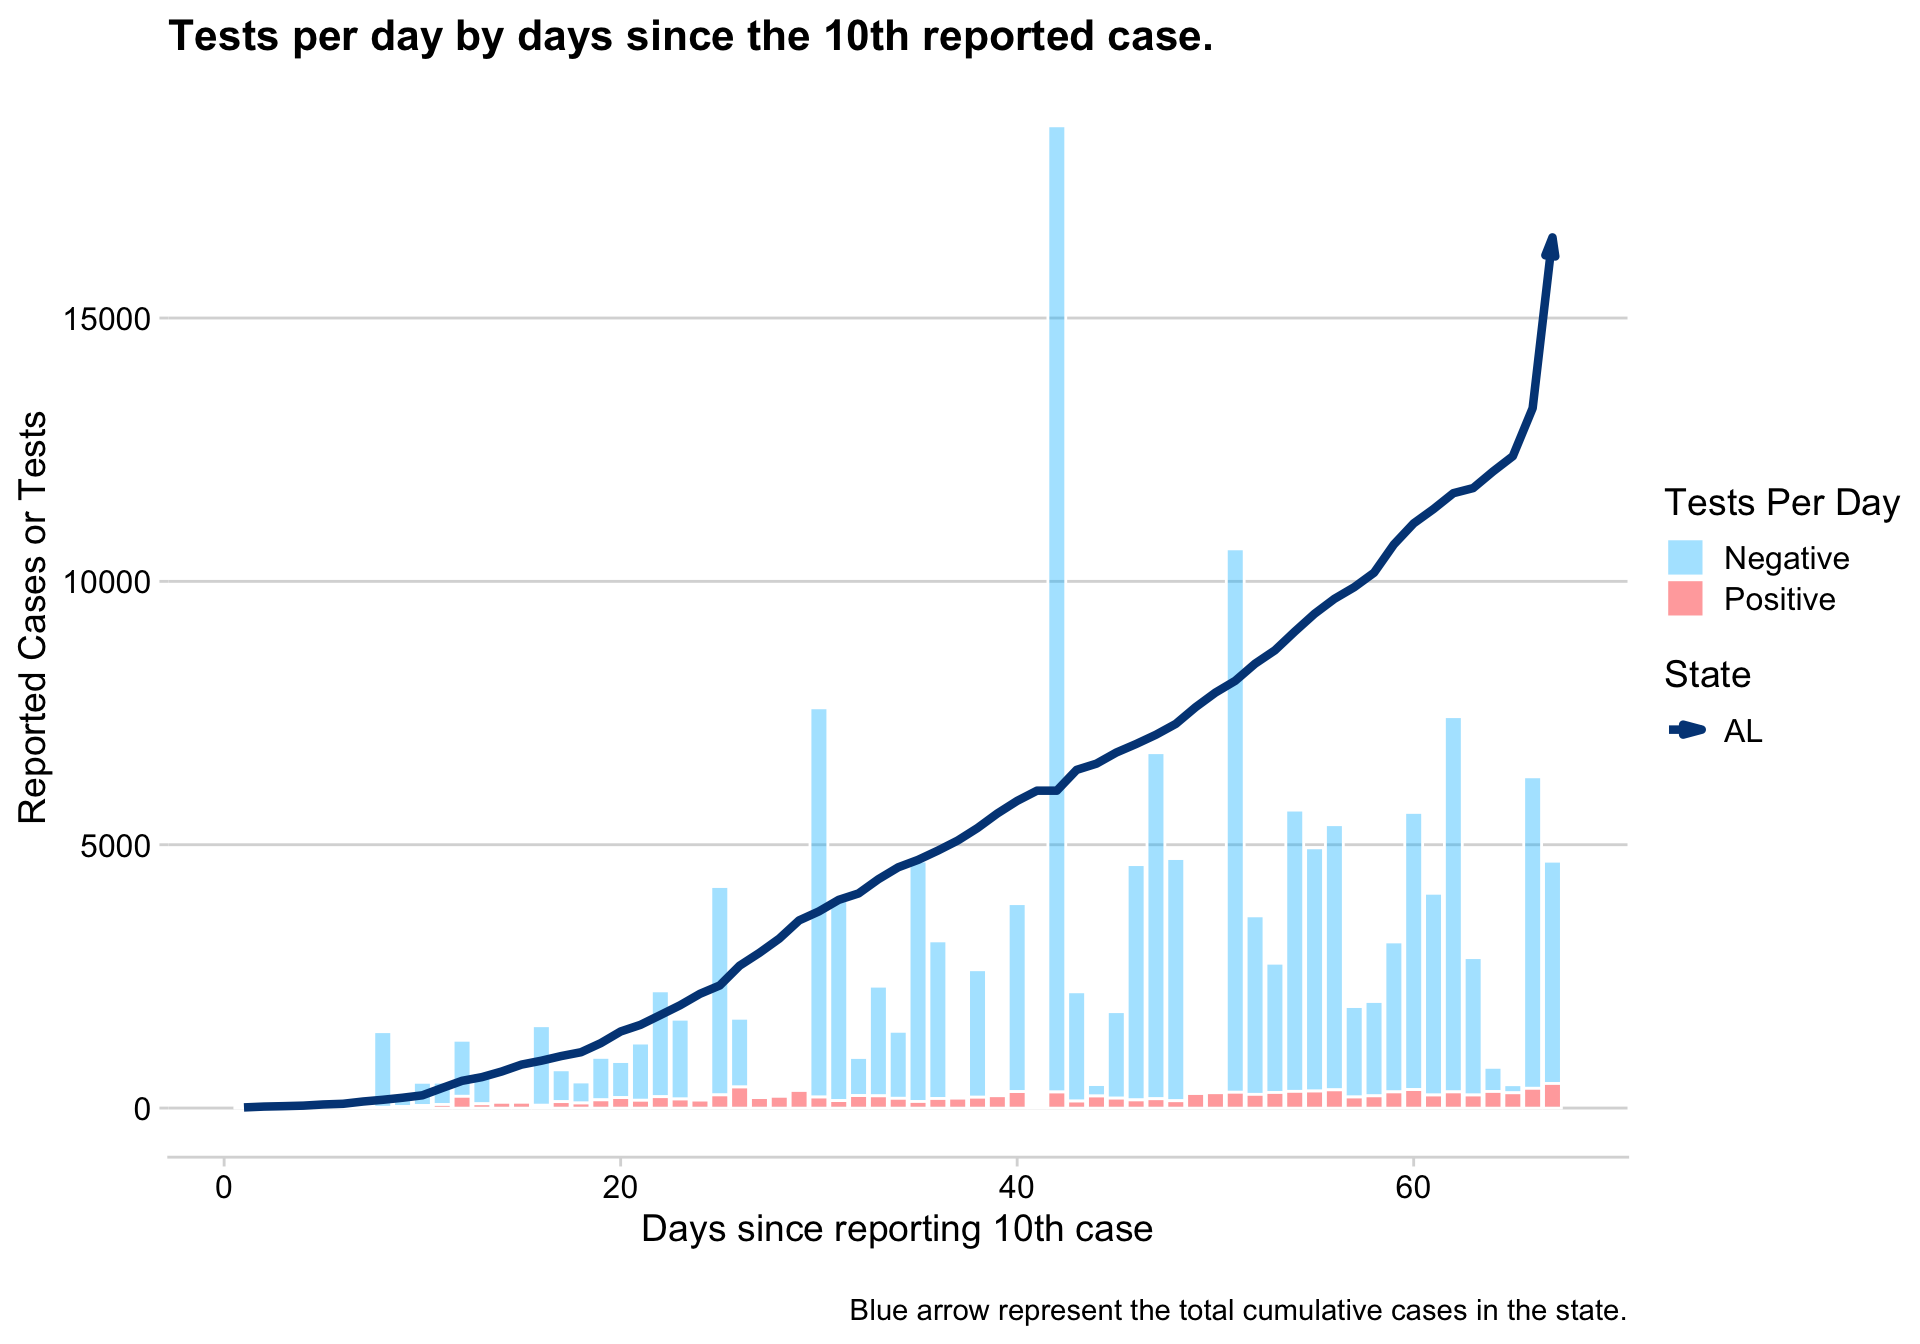 Tests per day by days since the 10th reported case.
Reported Cases or Tests
15000
10000
5000
0
0
20
40
60
Days since reporting 10th case
Tests Per Day
Negative
Positive
State
AL
Blue arrow represent the total cumulative cases in the state.